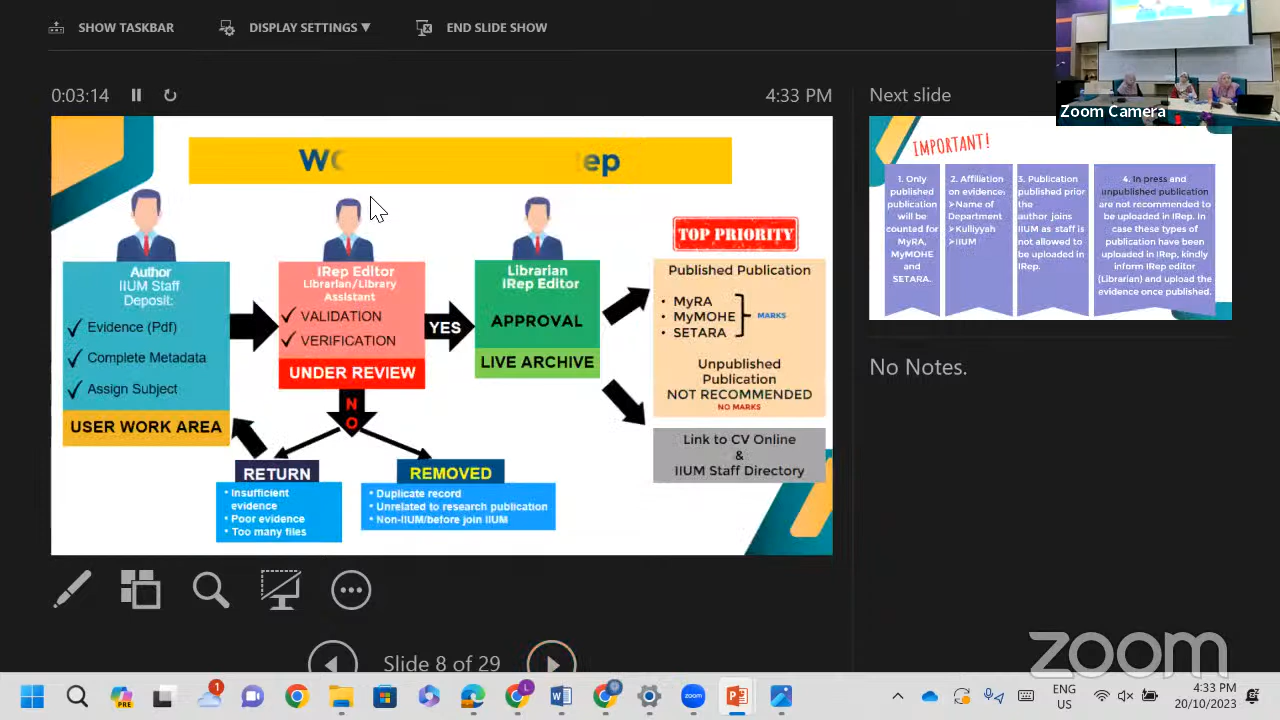 SHOW TASKBAR
DISPLAY SETTINGS ▼
END SLIDE SHOW
Zoom Camera
0:03:14
4:33 PM
Next slide
ep
Author
IIUM Staff
Deposit:
✓ Evidence (Pdf)
✓ Complete Metadata
✓ Assign Subject
USER WORK AREA
IRep Editor
Librarian/Library
Assistant
✓ VALIDATION
✓ VERIFICATION
UNDER REVIEW
YES
Librarian
IRep Editor
APPROVAL
LIVE ARCHIVE
NO
RETURN
• Insufficient
evidence
• Poor evidence
• Too many files
REMOVED
• Duplicate record
• Unrelated to research publication
• Non-IIUM/before join IIUM
TOP PRIORITY
Published Publication
• MyRA
• MyMOHE
• SETARA
MARKS
Unpublished
Publication
NOT RECOMMENDED
NO MARKS
Link to CV Online
&
IIUM Staff Directory
IMPORTANT!
1. Only
published
publication
will be
counted for
MyRA,
MyMOHE
and
SETARA.
2. Affiliation
on evidence:
➢Name of
Department
➢Kulliyyah
➢IIUM
3. Publication
published prior
the
author joins
IIUM as staff is
not allowed to
be uploaded in
IRep.
4. In press and
unpublished publication
are not recommended to
be uploaded in IRep. In
case these types of
publication have been
uploaded in IRep, kindly
inform IRep editor
(Librarian) and upload the
evidence once published.
No Notes.
Slide 8 of 29
zoom
PRE
1
L
zoom
ENG
US
4:33 PM
20/10/2023